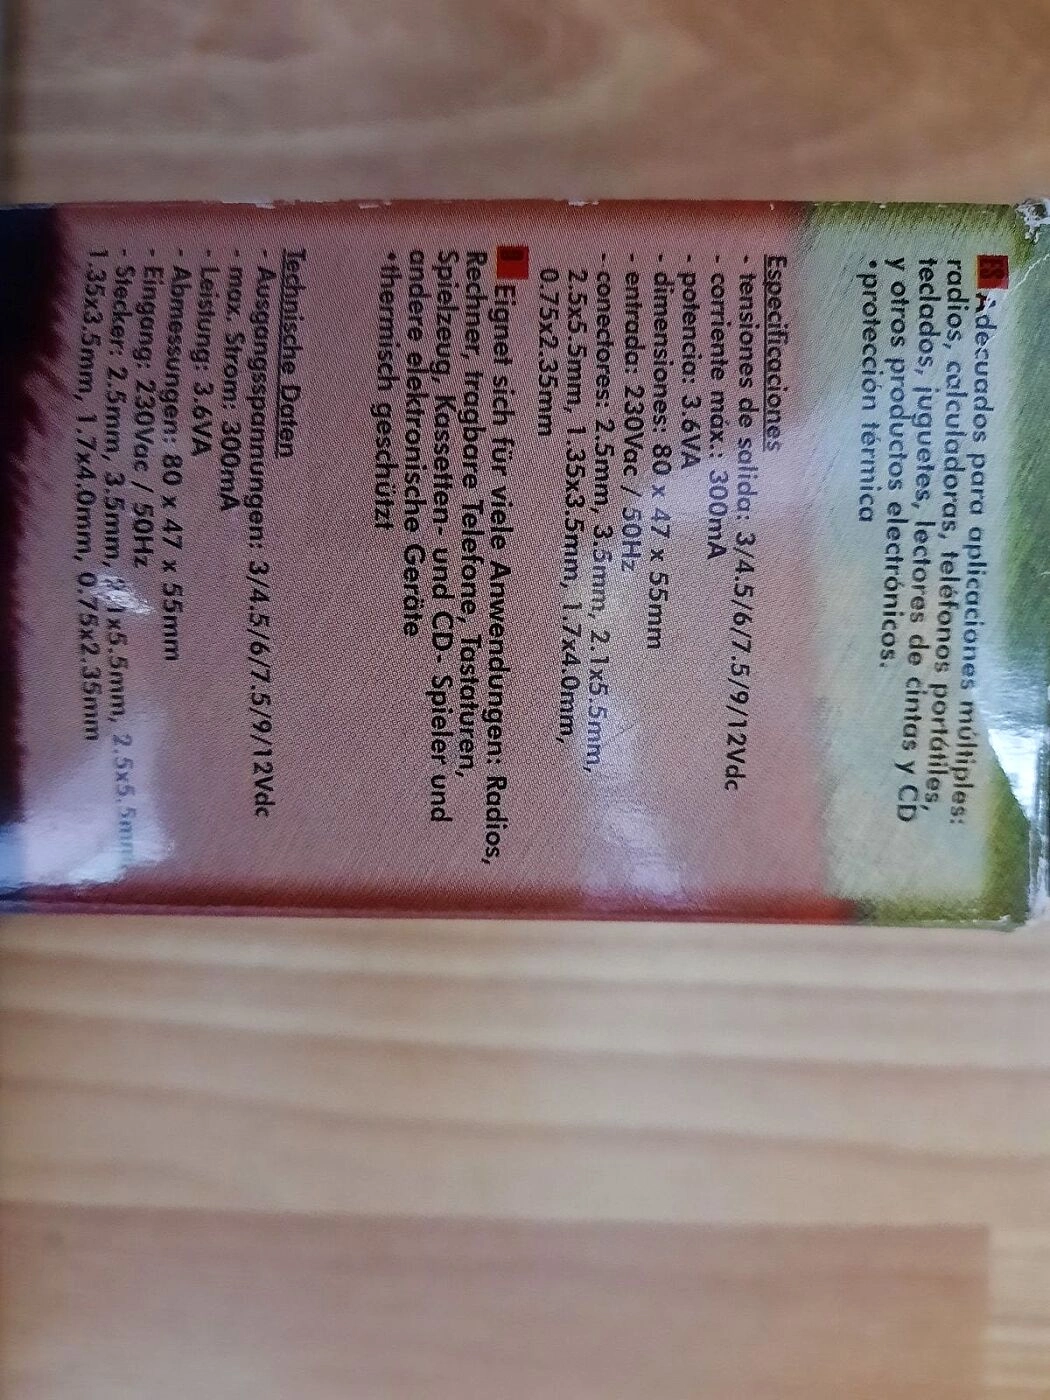 ES Adecuados para aplicaciones múltiples:
radios, calculadoras, teléfonos portátiles,
teclados, juguetes, lectores de cintas y CD
y otros productos electrónicos.
•protección térmica
Especificaciones
- tensiones de salida: 3/4.5/6/7.5/9/12Vdc
- corriente máx.: 300mA
- potencia: 3.6VA
- dimensiones: 80 x 47 x 55mm
- entrada: 230Vac / 50Hz
- conectores: 2.5mm, 3.5mm, 2.1x5.5mm,
2.5x5.5mm, 1.35x3.5mm, 1.7x4.0mm,
0.75x2.35mm
D Eignet sich für viele Anwendungen: Radios,
Rechner, tragbare Telefone, Tastaturen,
Spielzeug, Kassetten- und CD- Spieler und
andere elektronische Geräte
•thermisch geschützt
Technische Daten
- Ausgangsspannungen: 3/4.5/6/7.5/9/12Vdc
- max. Strom: 300mA
- Leistung: 3.6VA
- Abmessungen: 80 x 47 x 55mm
- Eingang: 230Vac / 50Hz
- Stecker: 2.5mm, 3.5mm, 2.1x5.5mm, 2.5x5.5mm
1.35x3.5mm, 1.7x4.0mm, 0.75x2.35mm